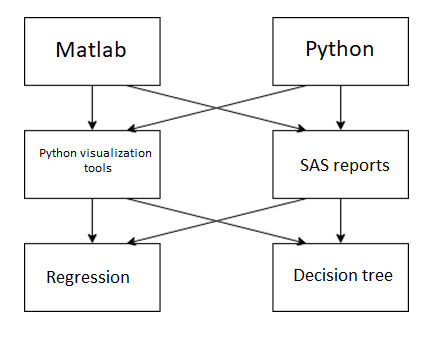 Matlab
Python
Python visualization
tools
SAS reports
Regression
Decision tree